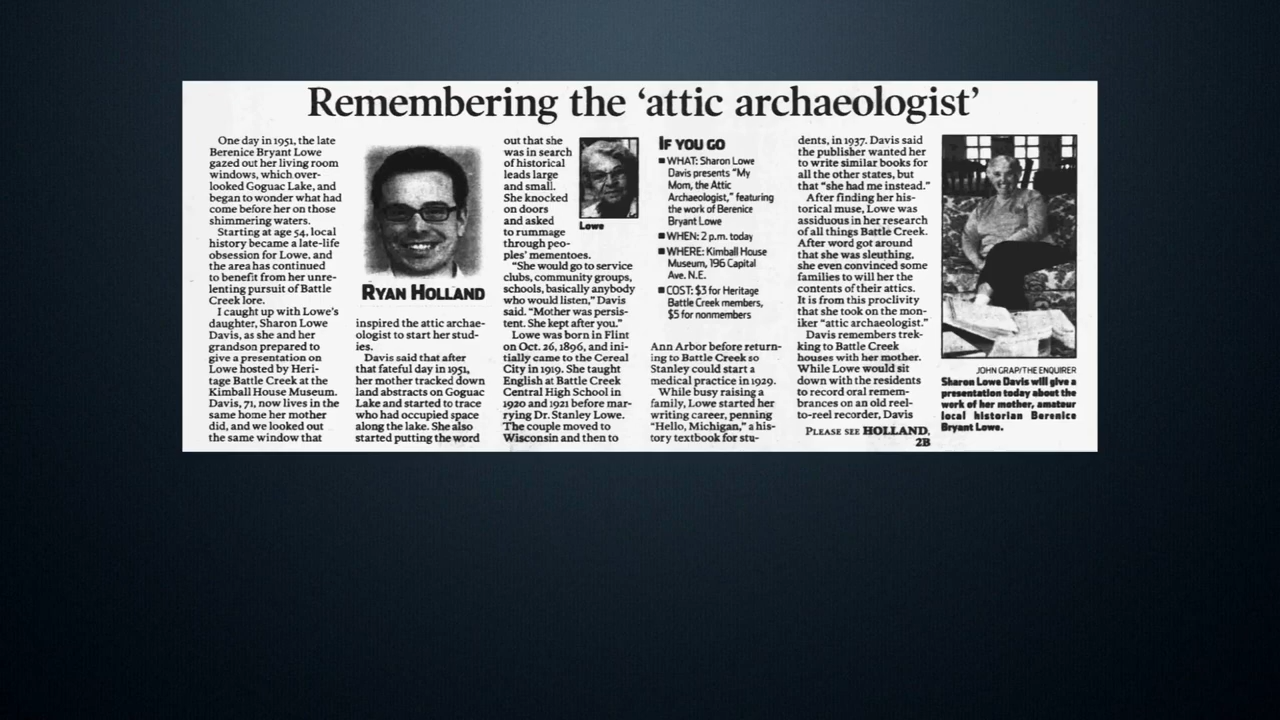 Remembering the 'attic archaeologist'
One day in 1951, the late
Berenice Bryant Lowe
gazed out her living room
windows, which over-
looked Goguac Lake, and
began to wonder what had
come before her on those
shimmering waters.
Starting at age 54, local
history became a late-life
obsession for Lowe, and
the area has continued
to benefit from her unre-
lenting pursuit of Battle
Creek lore.
I caught up with Lowe's
daughter, Sharon Lowe
Davis, as she and her
grandson prepared to
give a presentation on
Lowe hosted by Heri-
tage Battle Creek at the
Kimball House Museum.
Davis, 71, now lives in the
same home her mother
did, and we looked out
the same window that
RYAN HOLLAND
inspired the attic archae-
ologist to start her stud-
ies.
Davis said that after
that fateful day in 1951,
her mother tracked down
land abstracts on Goguac
Lake and started to trace
who had occupied space
along the lake. She also
started putting the word
out that she
was in search
of historical
leads large
and small.
She knocked
on doors
and asked
to rummage
through peo-
ples' mementoes.
Lowe
"She would go to service
clubs, community groups,
schools, basically anybody
who would listen," Davis
said. "Mother was persis-
tent. She kept after you."
Lowe was born in Flint
on Oct. 26, 1896, and ini-
tially came to the Cereal
City in 1919. She taught
English at Battle Creek
Central High School in
1920 and 1921 before mar-
rying Dr. Stanley Lowe.
The couple moved to
Wisconsin and then to
IF YOU GO
■ WHAT: Sharon Lowe
Davis presents "My
Mom, the Attic
Archaeologist," featuring
the work of Berenice
Bryant Lowe
■ WHEN: 2 p.m. today
■ WHERE: Kimball House
Museum, 196 Capital
Ave. N.E.
■ COST: $3 for Heritage
Battle Creek members,
$5 for nonmembers
Ann Arbor before return-
ing to Battle Creek so
Stanley could start a
medical practice in 1929.
While busy raising a
family, Lowe started her
writing career, penning
"Hello, Michigan," a his-
tory textbook for stu-
dents, in 1937. Davis said
the publisher wanted her
to write similar books for
all the other states, but
that "she had me instead."
After finding her his-
torical muse, Lowe was
assiduous in her research
of all things Battle Creek.
After word got around
that she was sleuthing,
she even convinced some
families to will her the
contents of their attics.
It is from this proclivity
that she took on the mon-
iker "attic archaeologist."
Davis remembers trek-
king to Battle Creek
houses with her mother.
While Lowe would sit
down with the residents
to record oral remem-
brances on an old reel-
to-reel recorder, Davis
PLEASE SEE HOLLAND,
2B
JOHN GRAP/THE ENQUIRER
Sharon Lowe Davis will give a
presentation today about the
work of her mother, amateur
local historian Berenice
Bryant Lowe.